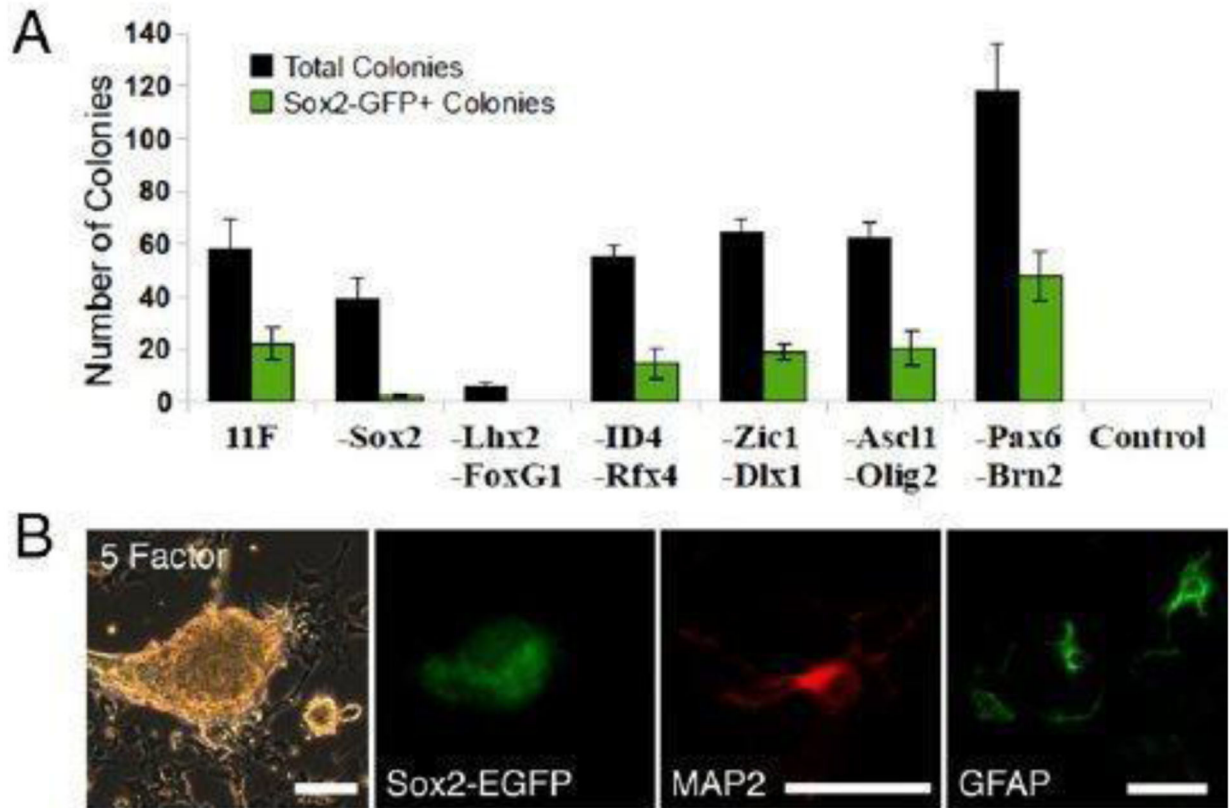 A
140
120
100
80
60
40
20
0
Number of Colonies
Total Colonies
Sox2-GFP+ Colonies
11F -Sox2 -Lhx2 -ID4 -Zic1 -Ascl1 -Pax6 Control
-FoxG1 -Rfx4 -Dlx1 -Olig2 -Brn2
B
5 Factor
Sox2-EGFP MAP2 GFAP